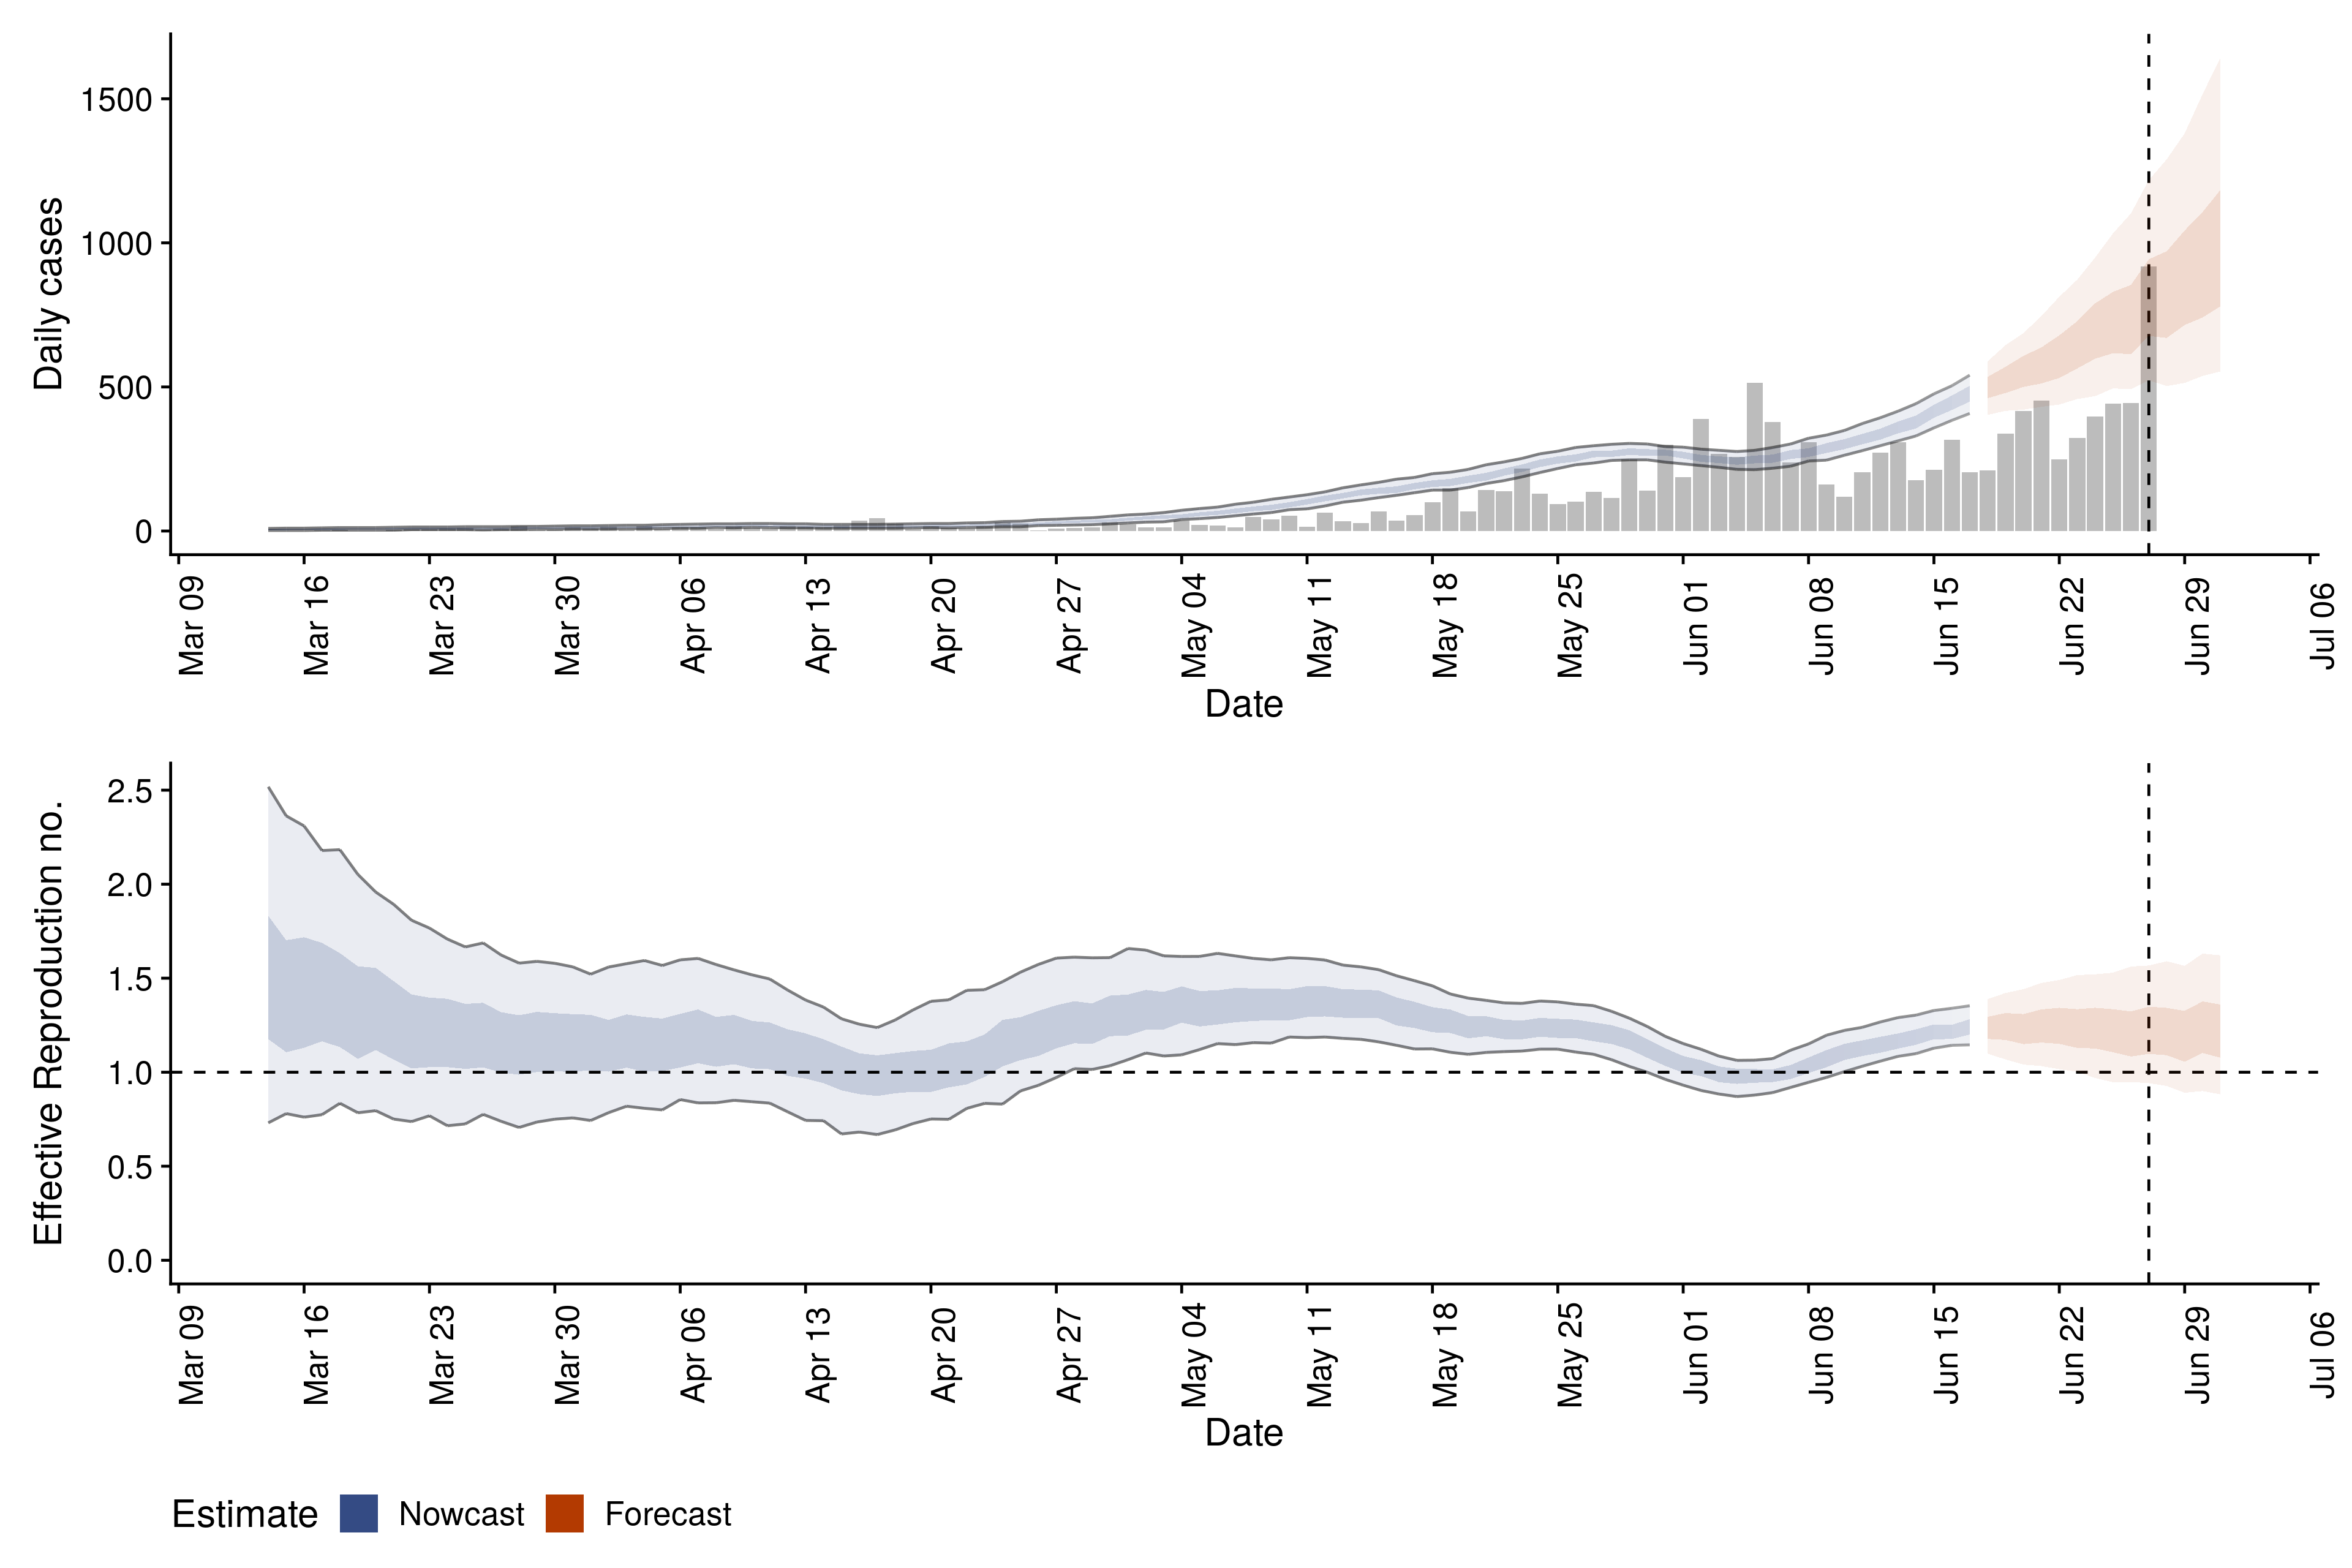 Daily cases
1500
1000
500
0
Mar 09
Mar 16
Mar 23
Mar 30
Apr 06
Apr 13
Apr 20
Apr 27
May 04
May 11
May 18
May 25
Jun 01
Jun 08
Jun 15
Jun 22
Jun 29
Jul 06
Date
Effective Reproduction no.
2.5
2.0
1.5
1.0
0.5
0.0
Mar 09
Mar 16
Mar 23
Mar 30
Apr 06
Apr 13
Apr 20
Apr 27
May 04
May 11
May 18
May 25
Jun 01
Jun 08
Jun 15
Jun 22
Jun 29
Jul 06
Date
Estimate Nowcast Forecast